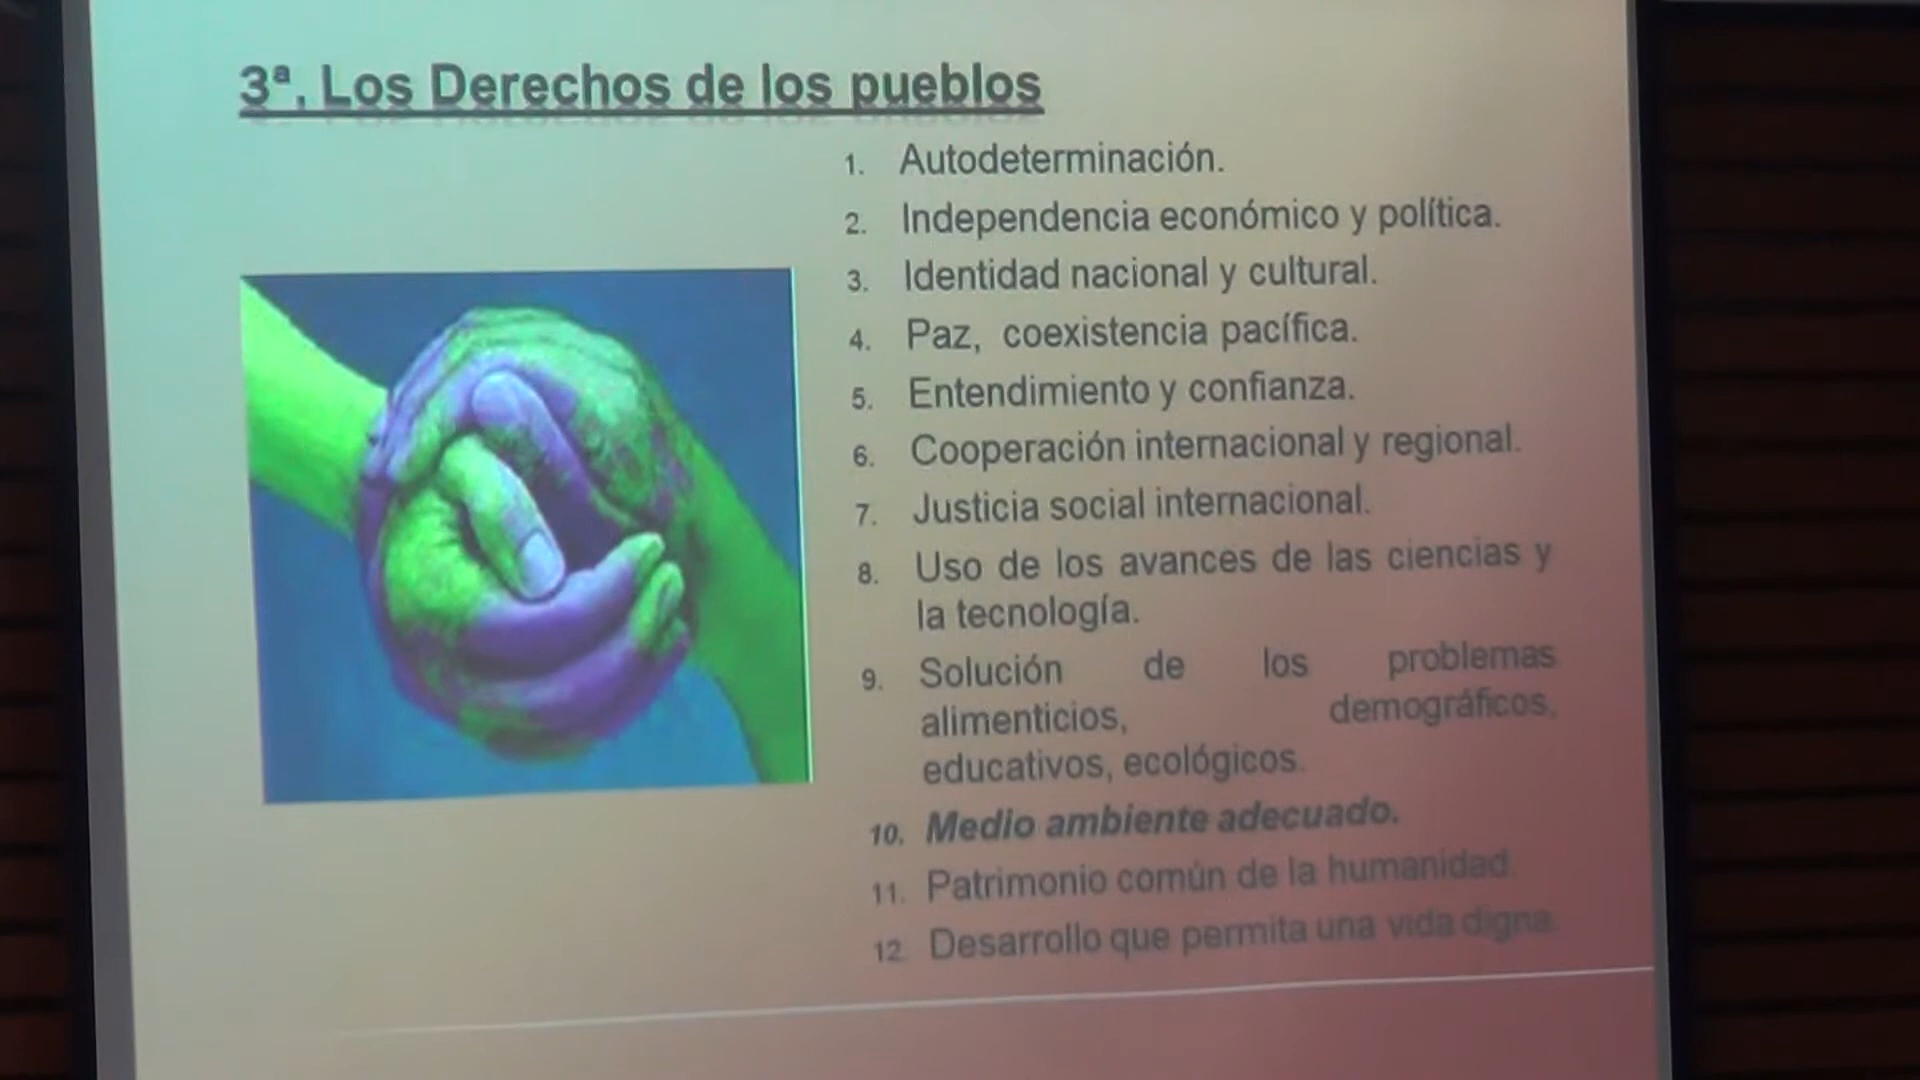 3ª. Los Derechos de los pueblos
1. Autodeterminación.
2. Independencia económico y política.
3. Identidad nacional y cultural.
4. Paz, coexistencia pacífica.
5. Entendimiento y confianza.
6. Cooperación internacional y regional.
7. Justicia social internacional.
8. Uso de los avances de las ciencias y
la tecnología.
9. Solución de los problemas
alimenticios, demográficos,
educativos, ecológicos.
10. Medio ambiente adecuado.
11. Patrimonio común de la humanidad.
12. Desarrollo que permita una vida digna.